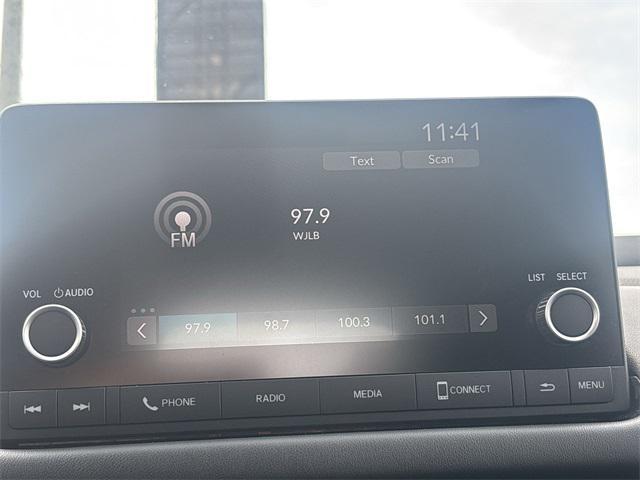 11:41
Text Scan
97.9
FM
WJLB
LIST SELECT
VOL AUDIO
97.9 98.7 100.3 101.1
PHONE RADIO MEDIA CONNECT MENU